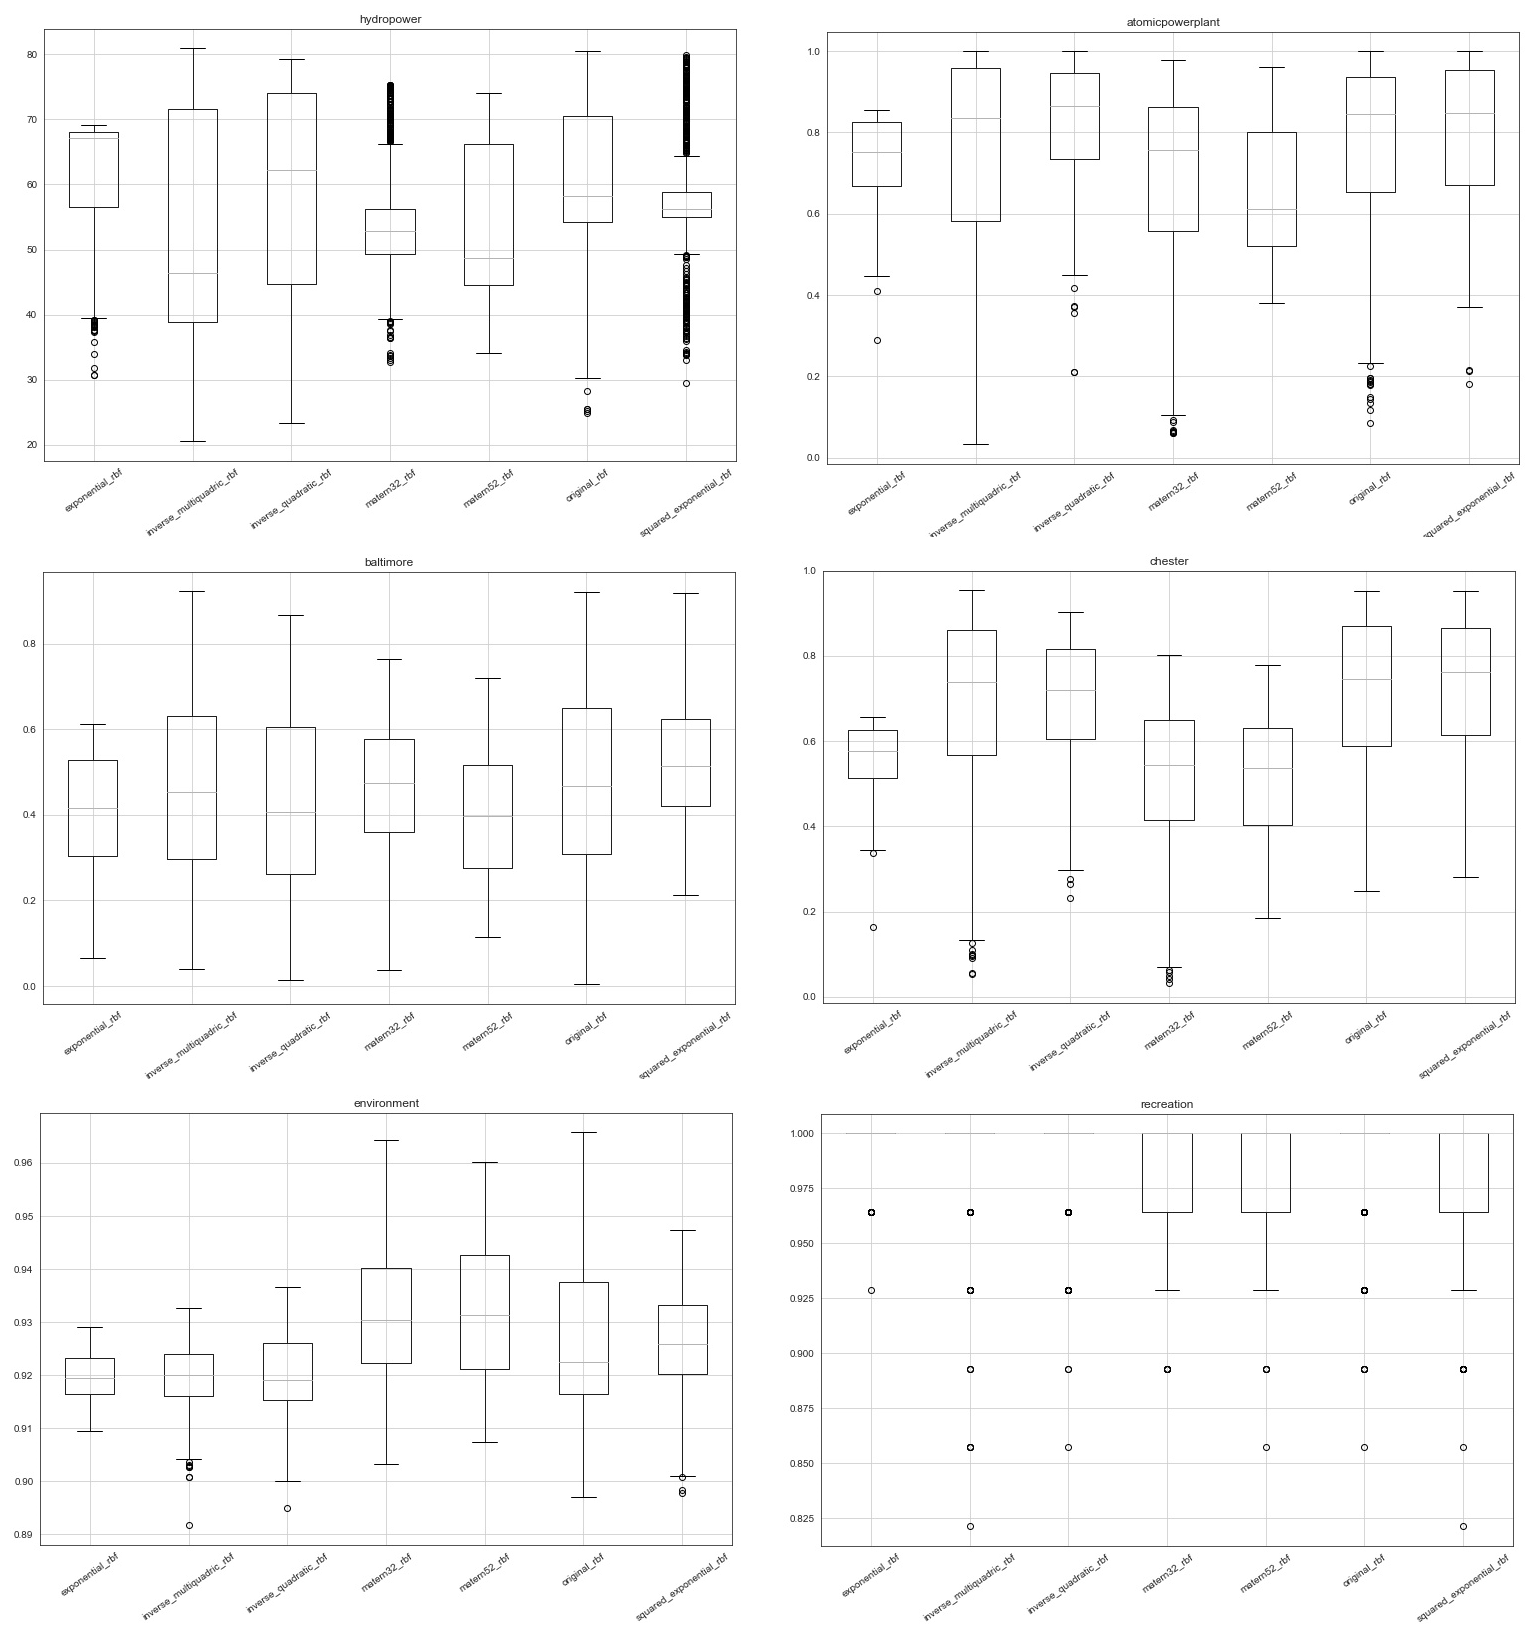 hydropower
80
70
60
50
40
30
20
exponential_rbf
inverse_multiquadric_rbf
inverse_quadratic_rbf
matern32_rbf
matern52_rbf
original_rbf
squared_exponential_rbf
atomicpowerplant
1.0
0.8
0.6
0.4
0.2
0.0
exponential_rbf
inverse_multiquadric_rbf
inverse_quadratic_rbf
matern32_rbf
matern52_rbf
original_rbf
squared_exponential_rbf
baltimore
0.8
0.6
0.4
0.2
0.0
exponential_rbf
inverse_multiquadric_rbf
inverse_quadratic_rbf
matern32_rbf
matern52_rbf
original_rbf
squared_exponential_rbf
chester
1.0
0.8
0.6
0.4
0.2
0.0
exponential_rbf
inverse_multiquadric_rbf
inverse_quadratic_rbf
matern32_rbf
matern52_rbf
original_rbf
squared_exponential_rbf
environment
0.96
0.95
0.94
0.93
0.92
0.91
0.90
0.89
exponential_rbf
inverse_multiquadric_rbf
inverse_quadratic_rbf
matern32_rbf
matern52_rbf
original_rbf
squared_exponential_rbf
recreation
1.000
0.975
0.950
0.925
0.900
0.875
0.850
0.825
exponential_rbf
inverse_multiquadric_rbf
inverse_quadratic_rbf
matern32_rbf
matern52_rbf
original_rbf
squared_exponential_rbf